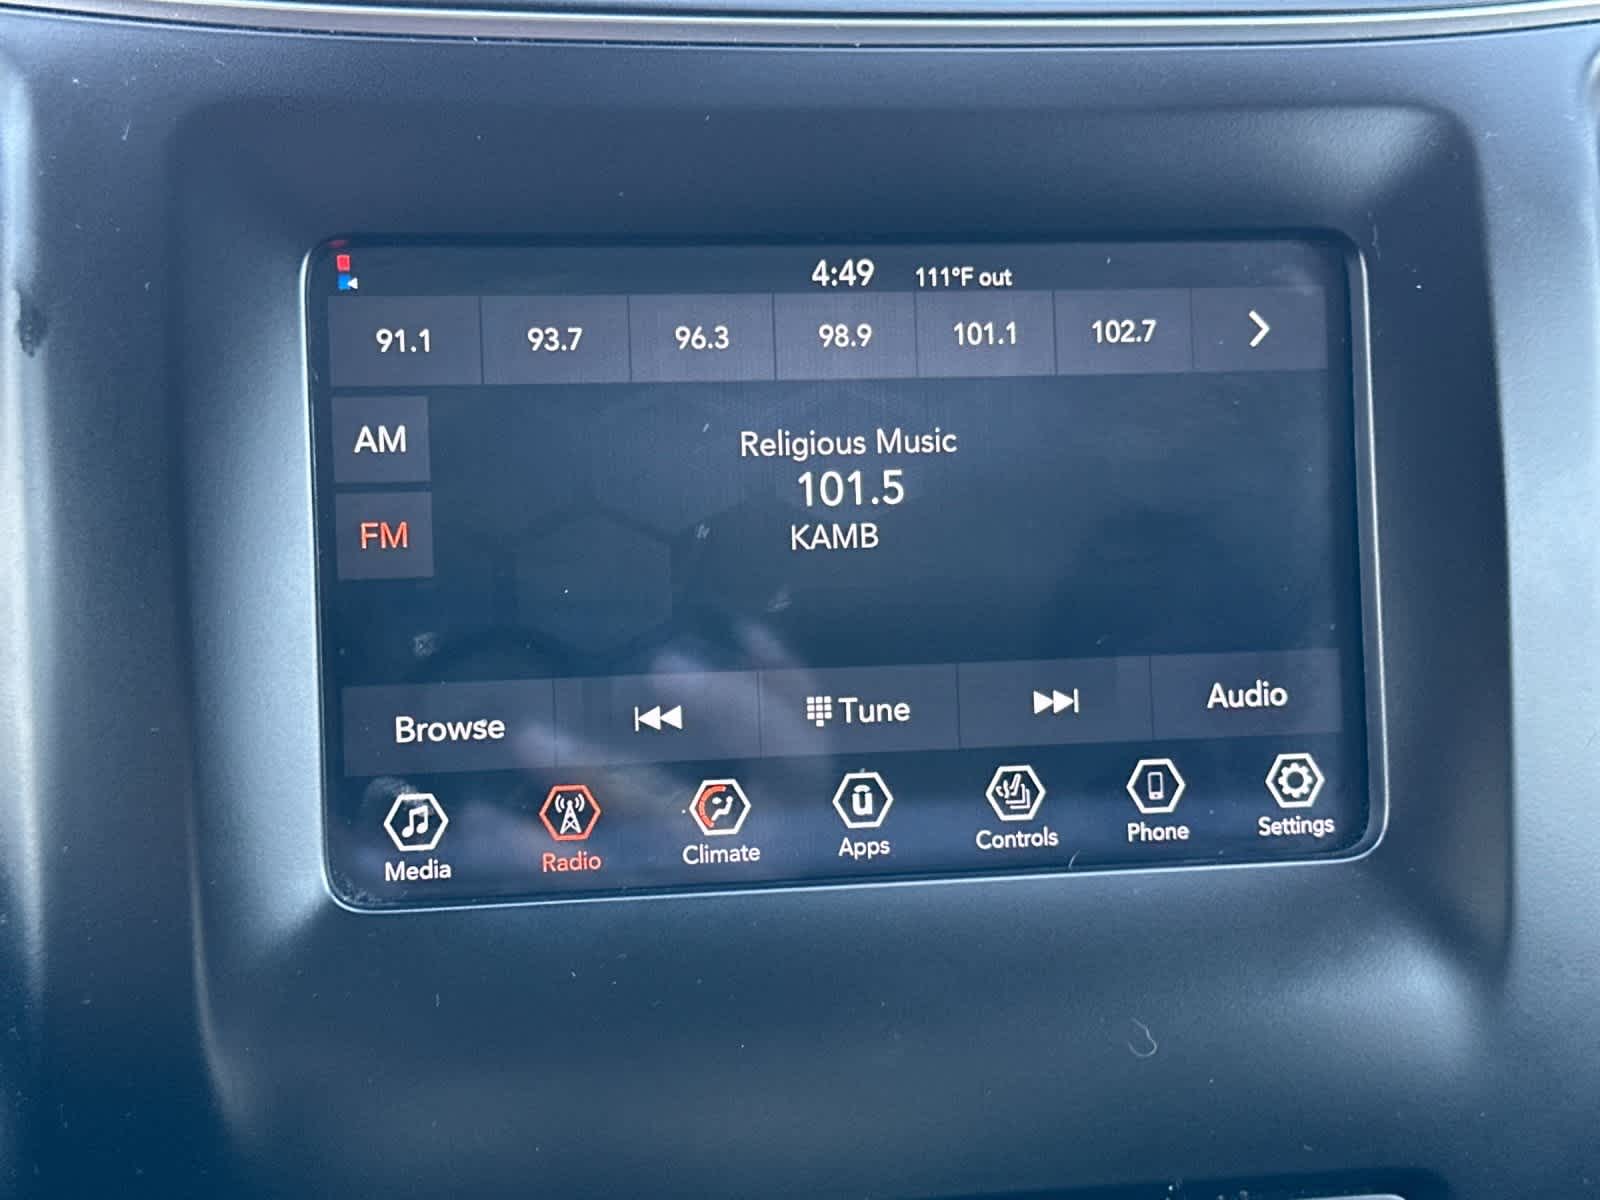 4:49 111°F out
91.1 93.7 96.3 98.9 101.1 102.7
AM
Religious Music
101.5
FM
KAMB
Browse Tune Audio
Media Radio Climate Apps Controls Phone Settings